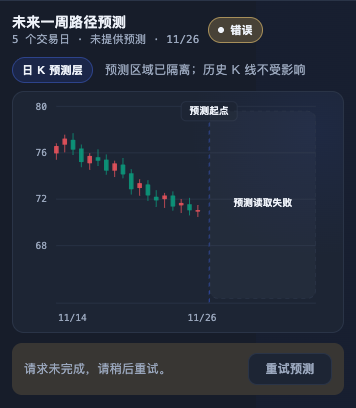 未来一周路径预测
5 个交易日 · 未提供预测 · 11/26
错误
日 K 预测层
预测区域已隔离；历史 K 线不受影响
80
预测起点
76
72
预测读取失败
68
11/14
11/26
请求未完成，请稍后重试。
重试预测